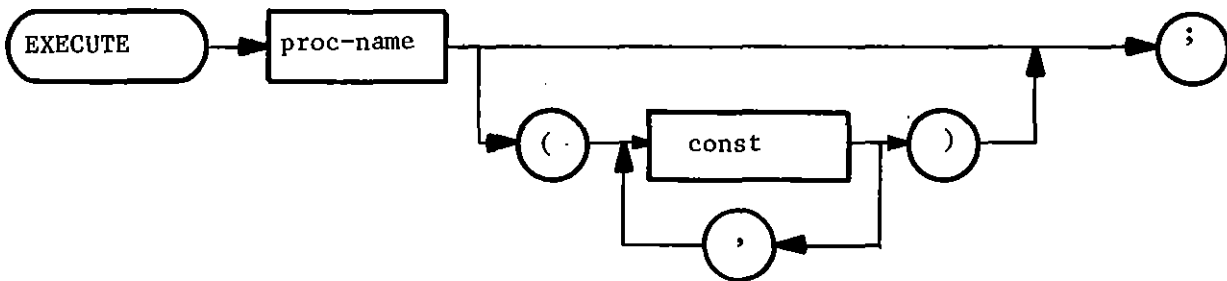 EXECUTE proc-name ;
( const )
,